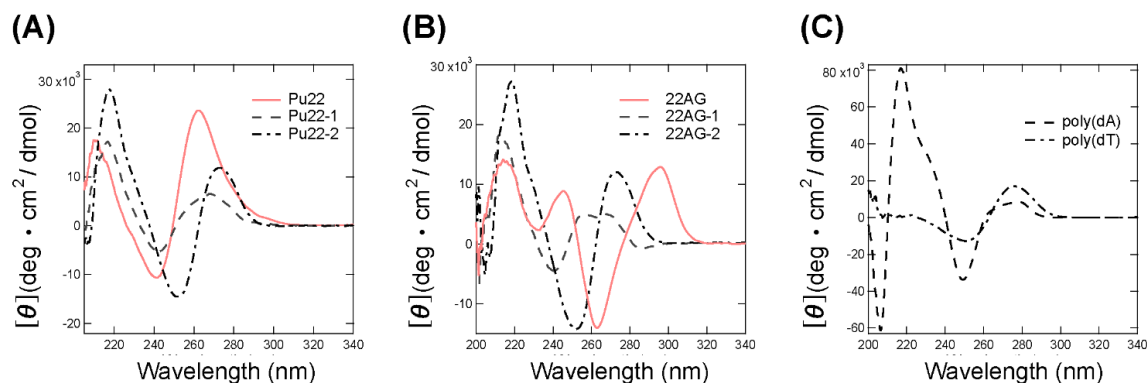 (A)
(B)
(C)
30 x10³
20
10
0
-10
-20
220
240
260
280
300
320
340
Pu22
Pu22-1
Pu22-2
[θ](deg · cm² / dmol)
Wavelength (nm)
30 x10³
20
10
0
-10
200
220
240
260
280
300
320
340
22AG
22AG-1
22AG-2
[θ](deg · cm² / dmol)
Wavelength (nm)
80 x10³
60
40
20
0
-20
-40
-60
200
220
240
260
280
300
320
340
poly(dA)
poly(dT)
[θ](deg · cm² / dmol)
Wavelength (nm)